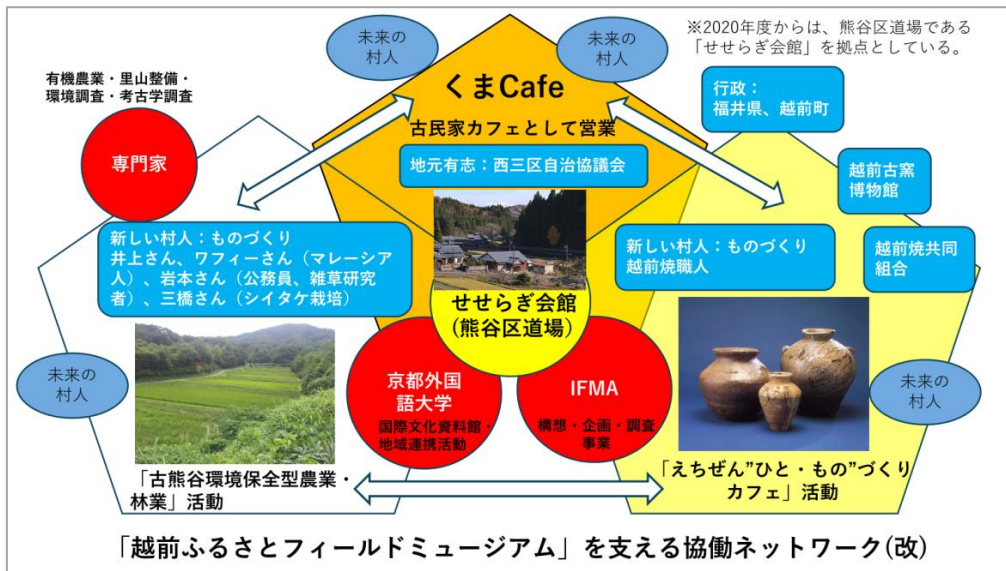 未来の
村人
未来の
村人
※2020年度からは、熊谷区道場である
「せせらぎ会館」を拠点としている。
有機農業・里山整備・
環境調査・考古学調査
専門家
くまCafe
古民家カフェとして営業
地元有志：西三区自治協議会
行政：
福井県、越前町
越前古窯
博物館
越前焼共同
組合
新しい村人：ものづくり
井上さん、ワフィーさん（マレーシア
人）、岩本さん（公務員、雑草研究
者）、三橋さん（シイタケ栽培）
新しい村人：ものづくり
越前焼職人
せせらぎ会館
(熊谷区道場)
未来の
村人
京都外国
語大学
国際文化資料館・
地域連携活動
IFMA
構想・企画・調査
事業
未来の
村人
「古熊谷環境保全型農業・
林業」活動
「えちぜん”ひと・もの”づくり
カフェ」活動
「越前ふるさとフィールドミュージアム」を支える協働ネットワーク(改)